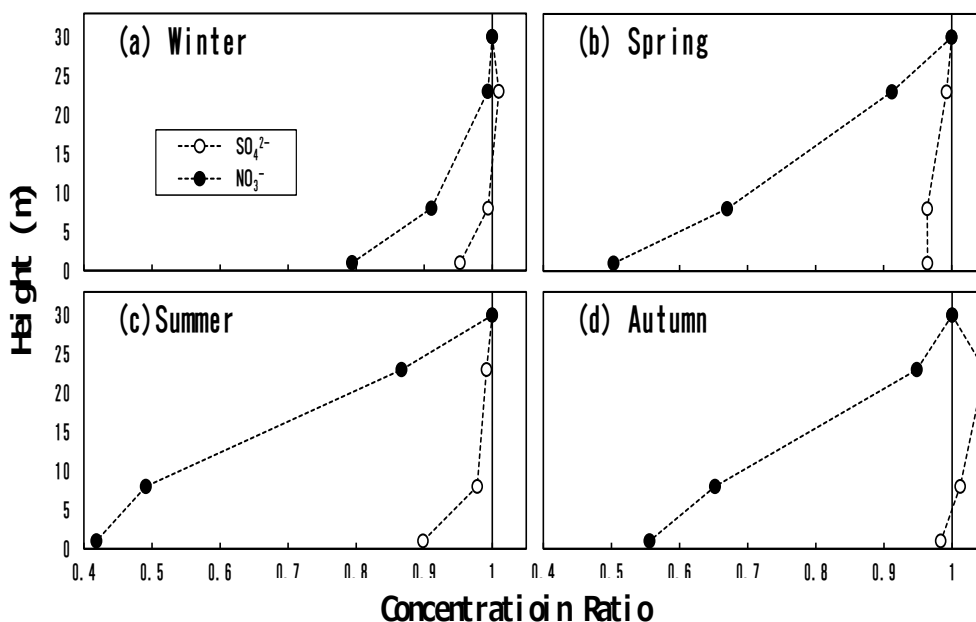 (a) Winter
(b) Spring
30
25
20
15
10
5
0
SO₄²⁻
NO₃⁻
Height (m)
(c)Summer
(d) Autumn
30
25
20
15
10
5
0
0.4 0.5 0.6 0.7 0.8 0.9 1
0.4 0.5 0.6 0.7 0.8 0.9 1
Concentratioin Ratio